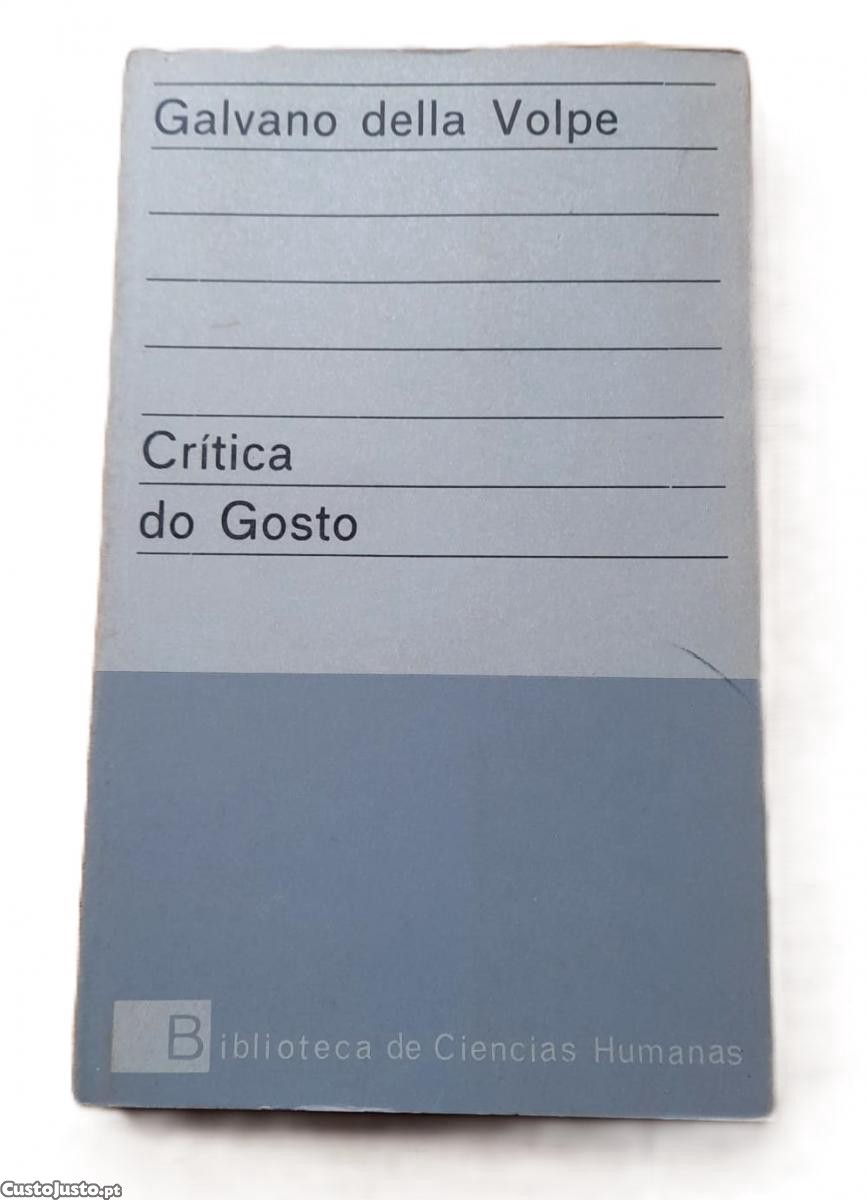 Galvano della Volpe
Crítica
do Gosto
Biblioteca de Ciencias Humanas
CustoJusto.pt